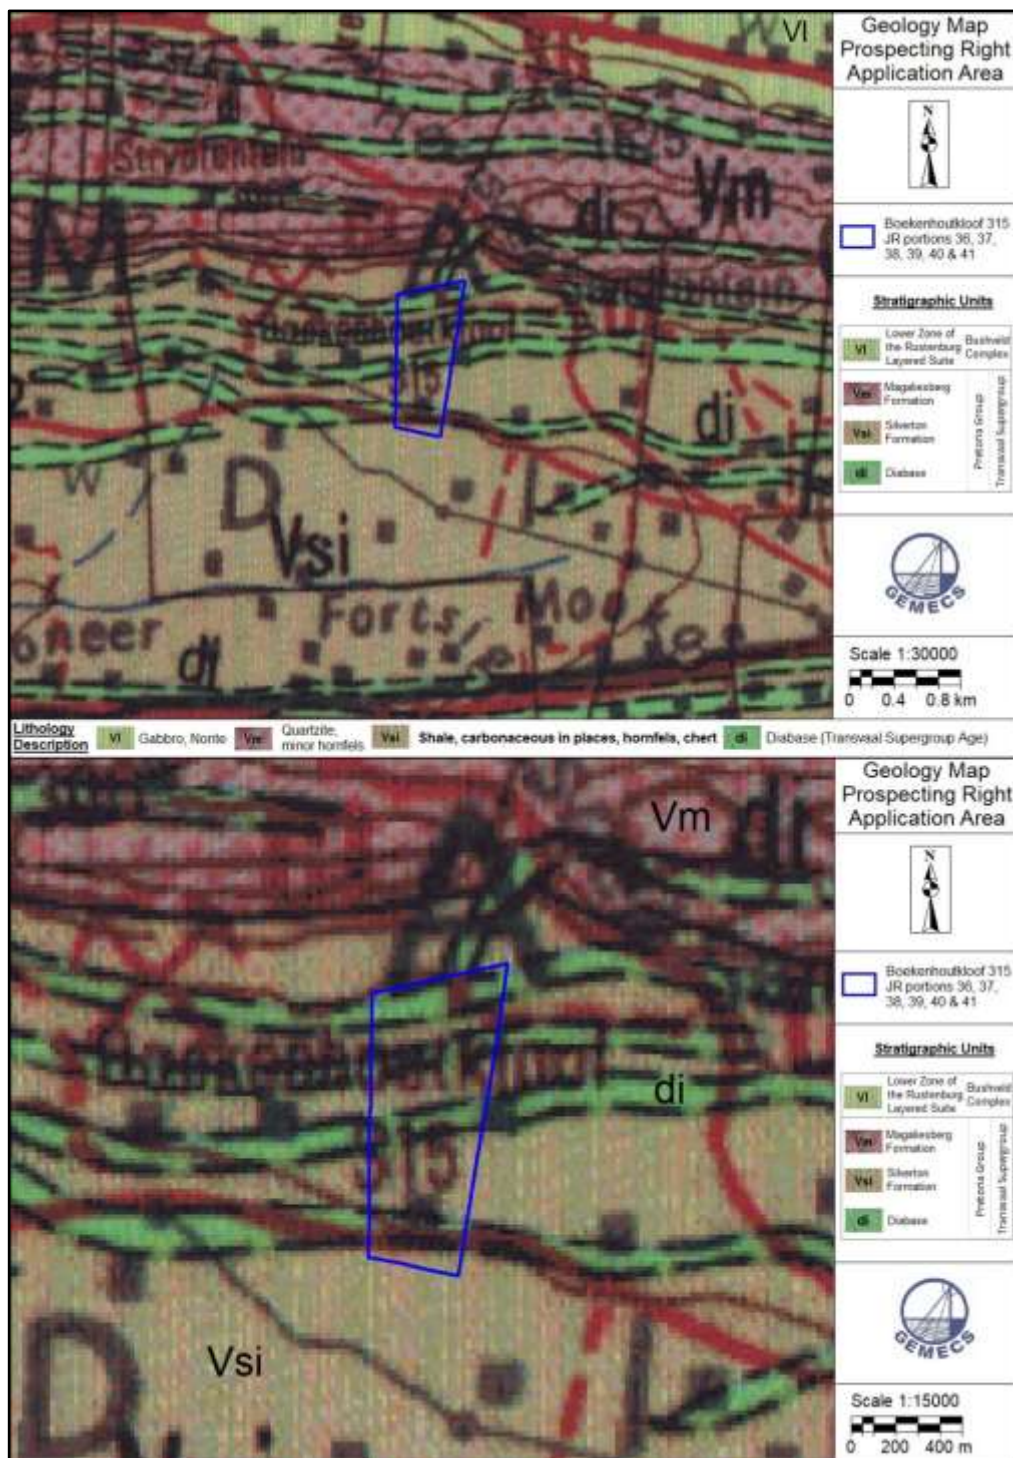 Vl
Geology Map
Prospecting Right
Application Area
N
Boekenhoutkloof 315
JR portions 36, 37,
38, 39, 40 & 41
Stratigraphic Units
Vl
Lower Zone of
the Rustenburg
Layered Suite
Bushveld
Complex
Vm
Magaliesberg
Formation
Vsi
Silverton
Formation
di
Diabase
Pretoria Group
Transvaal Supergroup
GEMECS
Scale 1:30000
0 0.4 0.8 km
Vm
di
M
di
D
Vsi
W
Forts
Moot
di
Lithology
Description
Vl
Gabbro, Norite
Vm
Quartzite,
minor hornfels
Vsi
Shale, carbonaceous in places, hornfels, chert
di
Diabase (Transvaal Supergroup Age)
Vm
di
di
315
Vsi
D
Geology Map
Prospecting Right
Application Area
N
Boekenhoutkloof 315
JR portions 36, 37,
38, 39, 40 & 41
Stratigraphic Units
Vl
Lower Zone of
the Rustenburg
Layered Suite
Bushveld
Complex
Vm
Magaliesberg
Formation
Vsi
Silverton
Formation
di
Diabase
Pretoria Group
Transvaal Supergroup
GEMECS
Scale 1:15000
0 200 400 m